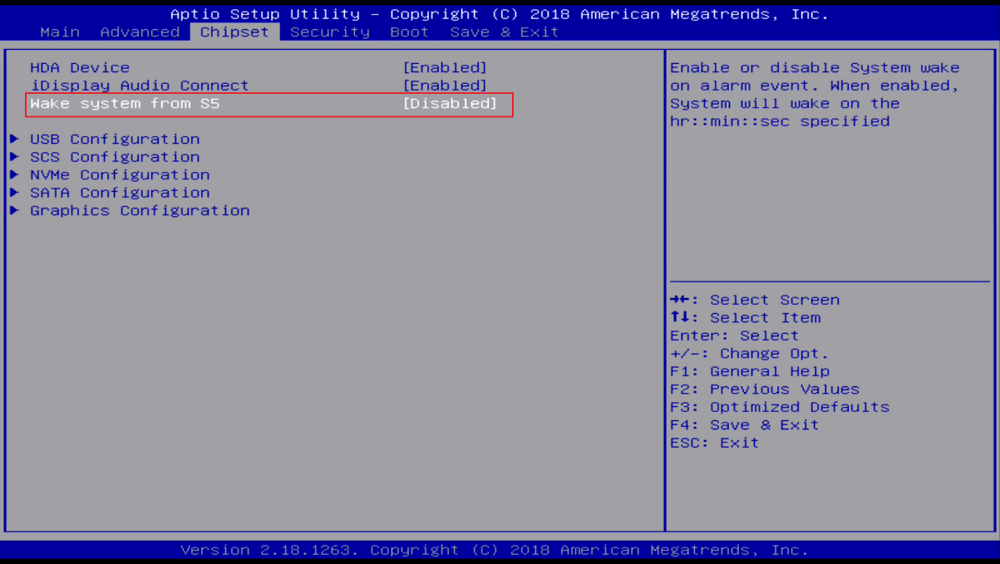 Aptio Setup Utility – Copyright (C) 2018 American Megatrends, Inc.
Main Advanced Chipset Security Boot Save & Exit
HDA Device [Enabled]
iDisplay Audio Connect [Enabled]
Wake system from S5 [Disabled]
▶ USB Configuration
▶ SCS Configuration
▶ NVMe Configuration
▶ SATA Configuration
▶ Graphics Configuration
Enable or disable System wake
on alarm event. When enabled,
System will wake on the
hr::min::sec specified
→←: Select Screen
↑↓: Select Item
Enter: Select
+/-: Change Opt.
F1: General Help
F2: Previous Values
F3: Optimized Defaults
F4: Save & Exit
ESC: Exit
Version 2.18.1263. Copyright (C) 2018 American Megatrends, Inc.